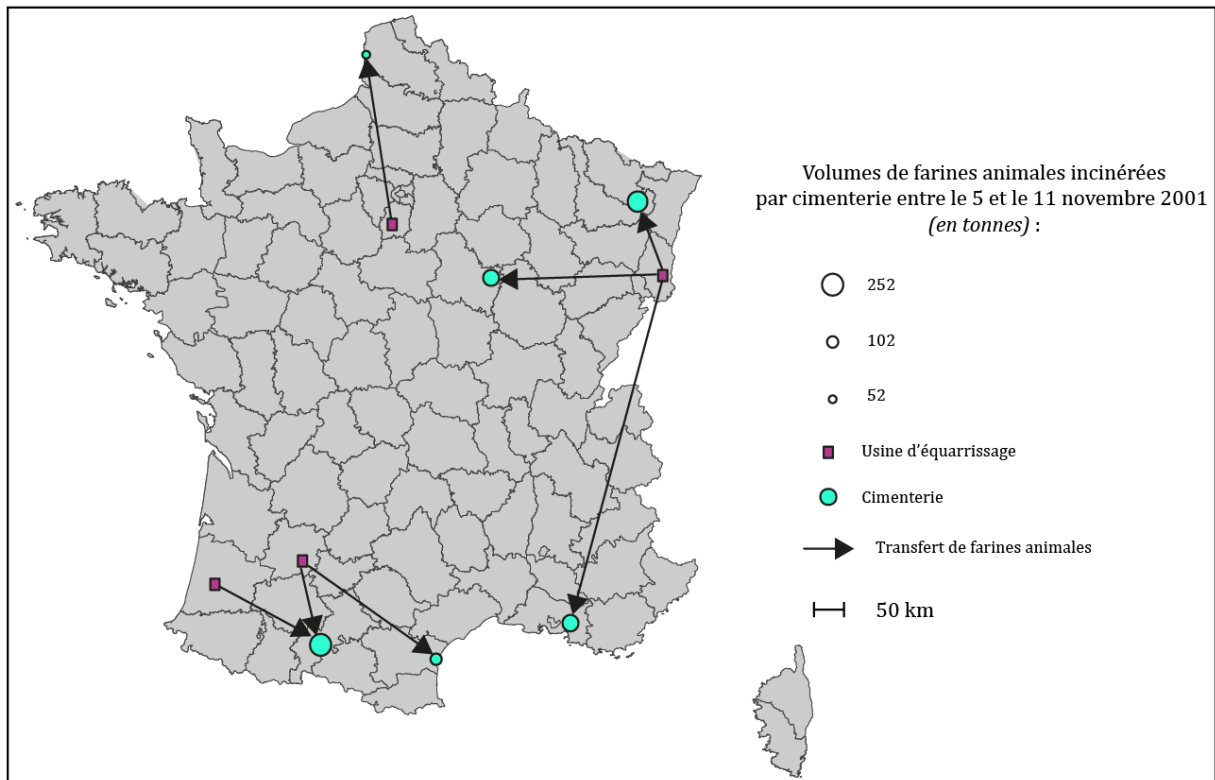 Volumes de farines animales incinérées
par cimenterie entre le 5 et le 11 novembre 2001
(en tonnes) :
252
102
52
Usine d’équarrissage
Cimenterie
Transfert de farines animales
50 km